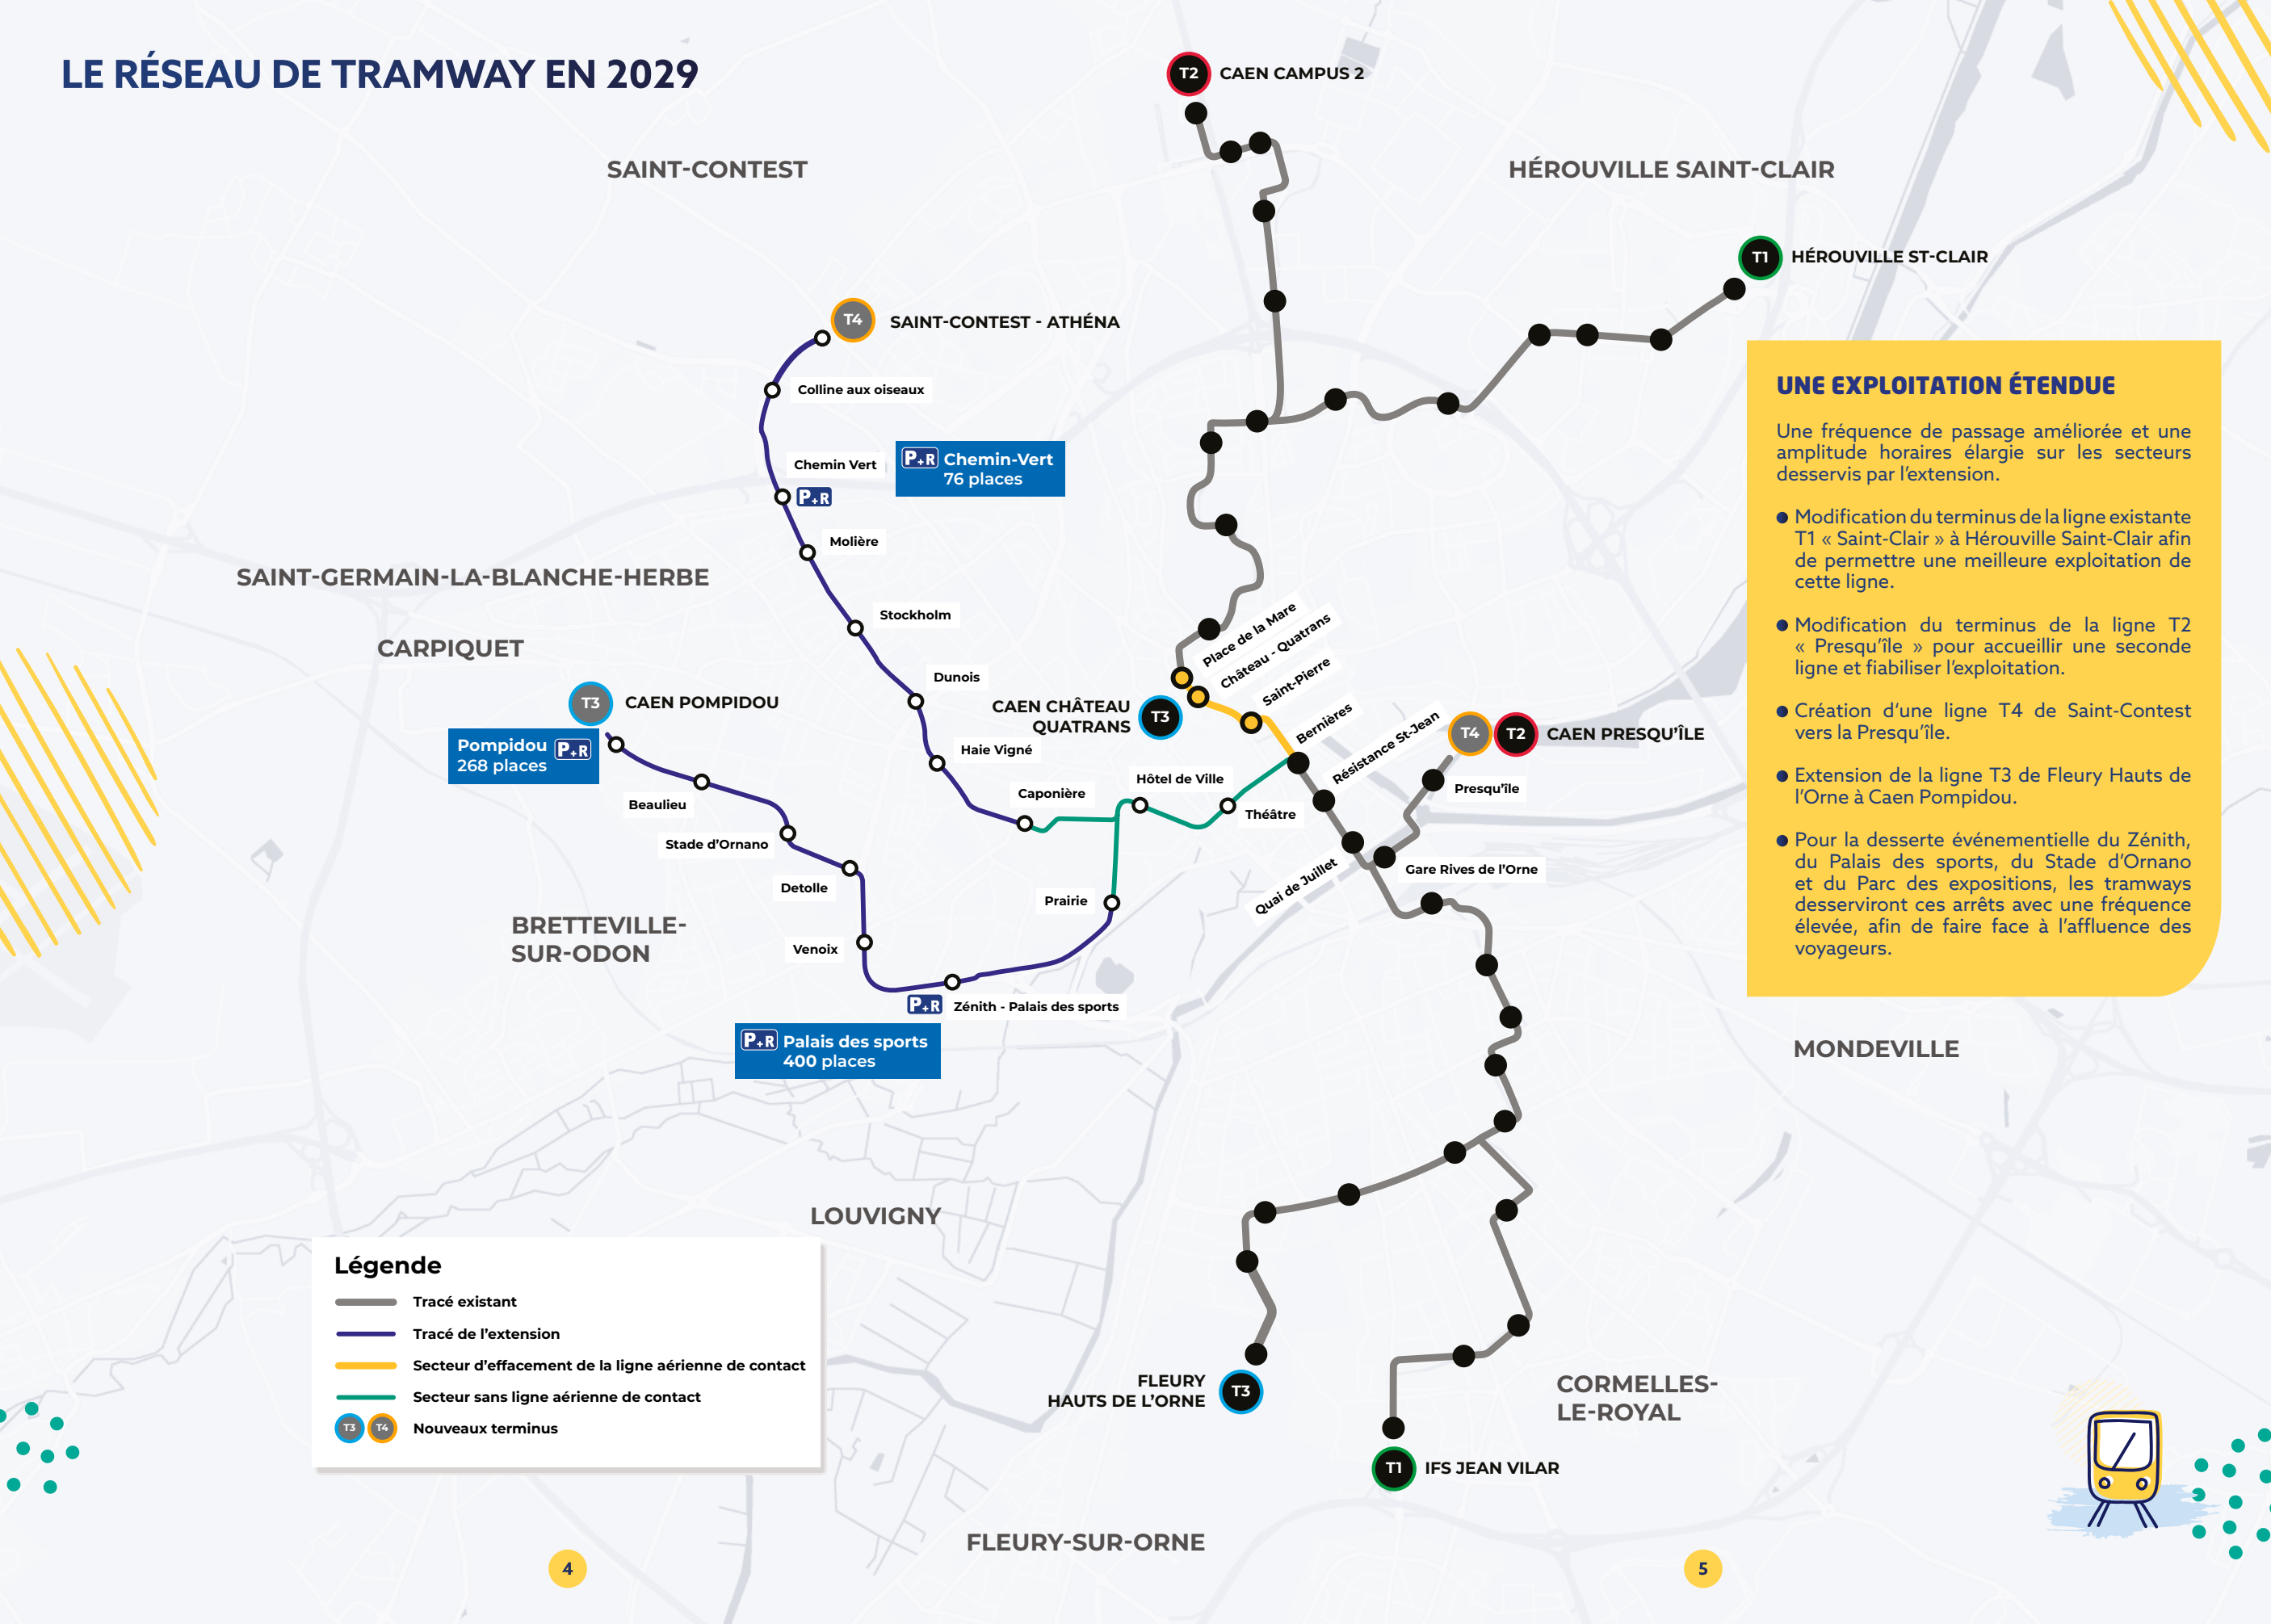 LE RÉSEAU DE TRAMWAY EN 2029
T2 CAEN CAMPUS 2
SAINT-CONTEST
HÉROUVILLE SAINT-CLAIR
T1 HÉROUVILLE ST-CLAIR
T4 SAINT-CONTEST - ATHÉNA
Colline aux oiseaux
Chemin Vert
P+R Chemin-Vert
76 places
P+R
Molière
SAINT-GERMAIN-LA-BLANCHE-HERBE
Stockholm
CARPIQUET
Dunois
T3 CAEN POMPIDOU
Pompidou P+R
268 places
Haie Vigné
Beaulieu
Stade d'Ornano
Detolle
Venoix
BRETTEVILLE-
SUR-ODON
Caponière
Hôtel de Ville
Théâtre
Prairie
P+R Zénith - Palais des sports
P+R Palais des sports
400 places
Place de la Mare
Château - Quatrans
Saint-Pierre
CAEN CHÂTEAU
QUATRANS
T3
Bernières
Résistance St-Jean
T4 T2 CAEN PRESQU'ÎLE
Presqu'île
Quai de Juillet
Gare Rives de l'Orne
UNE EXPLOITATION ÉTENDUE
Une fréquence de passage améliorée et une
amplitude horaires élargie sur les secteurs
desservis par l'extension.
● Modification du terminus de la ligne existante
T1 « Saint-Clair » à Hérouville Saint-Clair afin
de permettre une meilleure exploitation de
cette ligne.
● Modification du terminus de la ligne T2
« Presqu'île » pour accueillir une seconde
ligne et fiabiliser l'exploitation.
● Création d'une ligne T4 de Saint-Contest
vers la Presqu'île.
● Extension de la ligne T3 de Fleury Hauts de
l'Orne à Caen Pompidou.
● Pour la desserte événementielle du Zénith,
du Palais des sports, du Stade d'Ornano
et du Parc des expositions, les tramways
desserviront ces arrêts avec une fréquence
élevée, afin de faire face à l'affluence des
voyageurs.
MONDEVILLE
LOUVIGNY
Légende
Tracé existant
Tracé de l'extension
Secteur d'effacement de la ligne aérienne de contact
Secteur sans ligne aérienne de contact
T3 T4 Nouveaux terminus
FLEURY
HAUTS DE L'ORNE
T3
CORMELLES-
LE-ROYAL
T1 IFS JEAN VILAR
FLEURY-SUR-ORNE
4
5